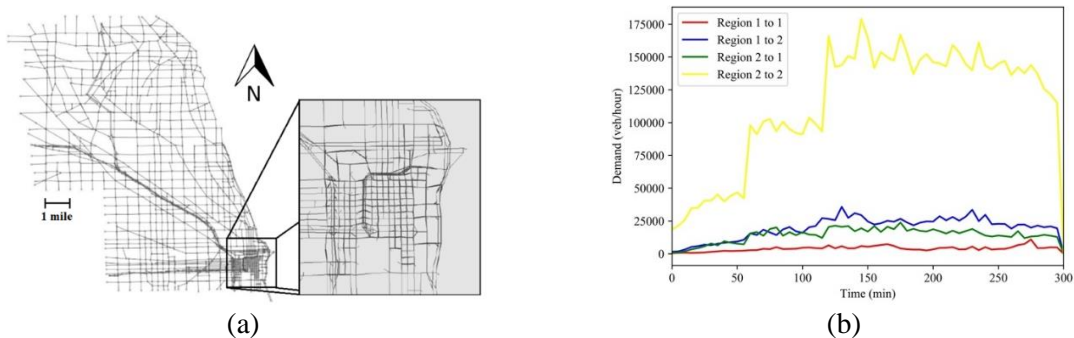 N
1 mile
(a)
175000
150000
125000
100000
75000
50000
25000
0
Demand (veh/hour)
Region 1 to 1
Region 1 to 2
Region 2 to 1
Region 2 to 2
0 50 100 150 200 250 300
Time (min)
(b)